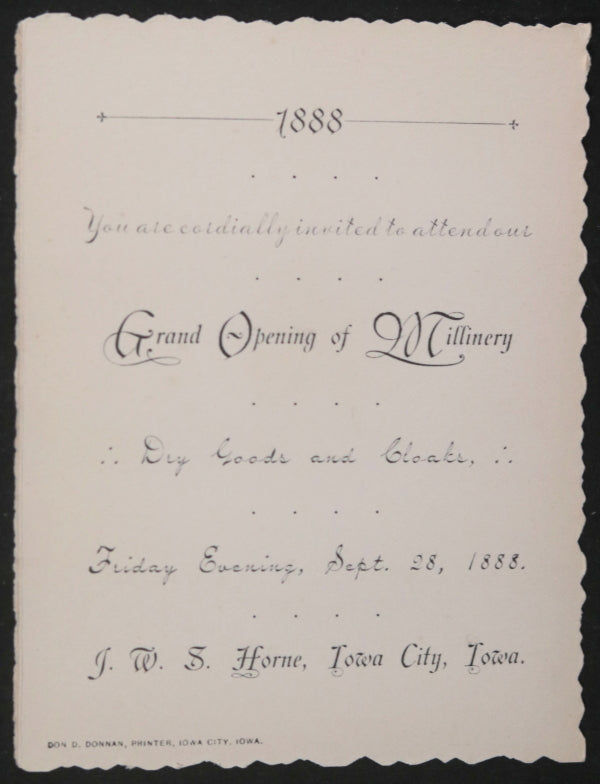 1888
You are cordially invited to attend our
Grand Opening of Millinery
∴ Dry Goods and Cloaks, ∴
Friday Evening, Sept. 28, 1888.
J. W. S. Horne, Iowa City, Iowa.
DON D. DONNAN, PRINTER, IOWA CITY, IOWA.